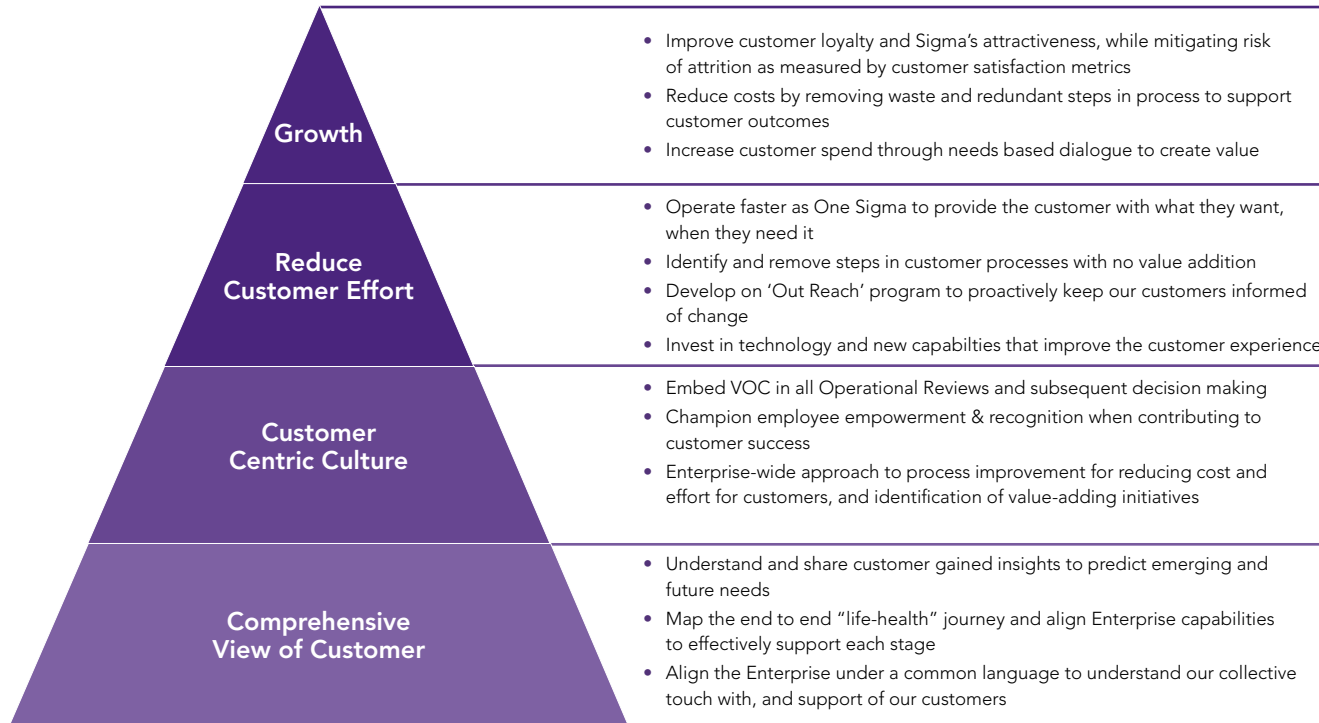 Growth
• Improve customer loyalty and Sigma’s attractiveness, while mitigating risk
of attrition as measured by customer satisfaction metrics
• Reduce costs by removing waste and redundant steps in process to support
customer outcomes
• Increase customer spend through needs based dialogue to create value
Reduce
Customer Effort
• Operate faster as One Sigma to provide the customer with what they want,
when they need it
• Identify and remove steps in customer processes with no value addition
• Develop on ‘Out Reach’ program to proactively keep our customers informed
of change
• Invest in technology and new capabilties that improve the customer experience
Customer
Centric Culture
• Embed VOC in all Operational Reviews and subsequent decision making
• Champion employee empowerment & recognition when contributing to
customer success
• Enterprise-wide approach to process improvement for reducing cost and
effort for customers, and identification of value-adding initiatives
Comprehensive
View of Customer
• Understand and share customer gained insights to predict emerging and
future needs
• Map the end to end “life-health” journey and align Enterprise capabilities
to effectively support each stage
• Align the Enterprise under a common language to understand our collective
touch with, and support of our customers